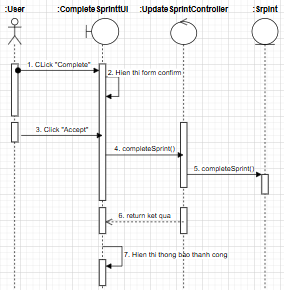 :User
:Complete SprinttUI
:Update SprintController
:Srpint
1. CLick "Complete"
2. Hien thi form confirm
3. Click "Accept"
4. completeSprint()
5. completeSprint()
6. return ket qua
7. Hien thi thong bao thanh cong